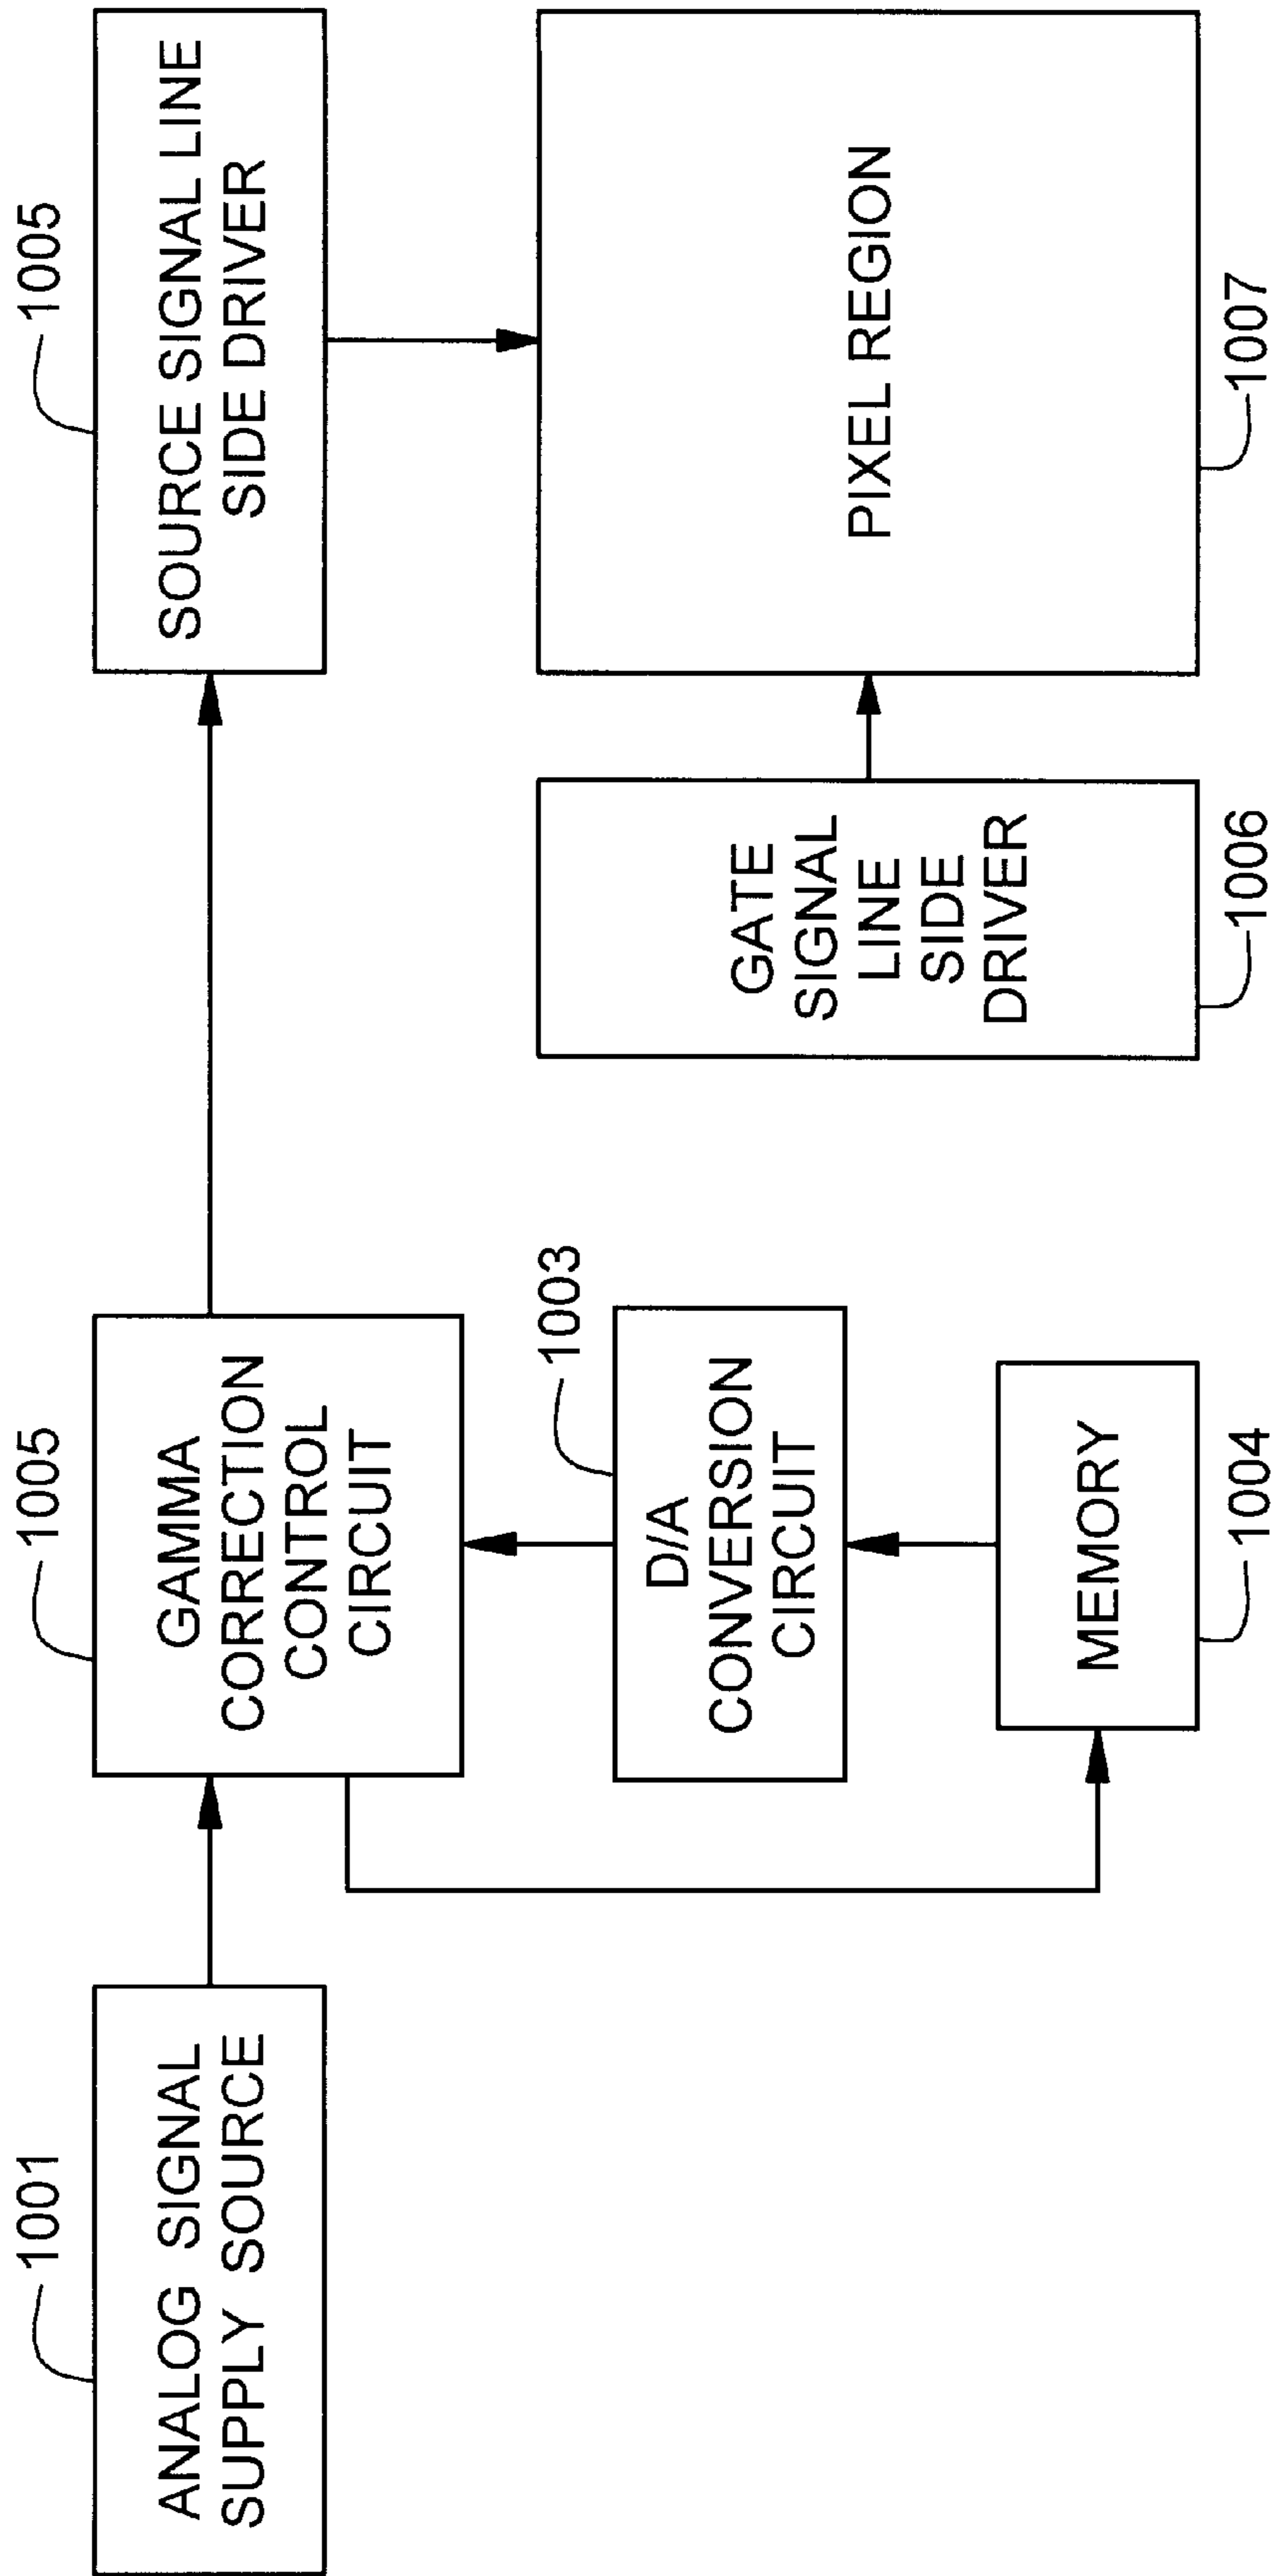 1001
ANALOG SIGNAL
SUPPLY SOURCE
1005
GAMMA
CORRECTION
CONTROL
CIRCUIT
1005
SOURCE SIGNAL LINE
SIDE DRIVER
1003
D/A
CONVERSION
CIRCUIT
MEMORY
1004
GATE
SIGNAL
LINE
SIDE
DRIVER
1006
PIXEL REGION
1007